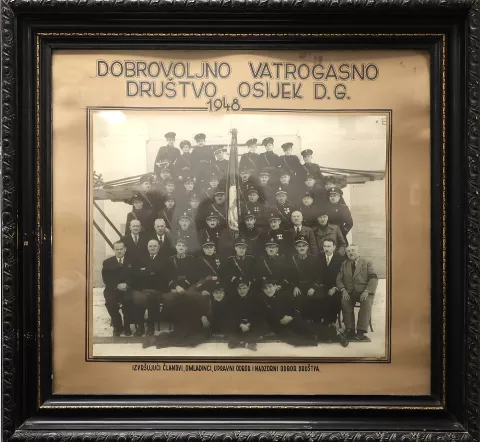 DOBROVOLJNO VATROGASNO
DRUŠTVO OSIJEK D.G.
1948.
IZVRŠUJUĆI ČLANOVI, OMLADINCI, UPRAVNI ODBOR I NADZORNI ODBOR DRUŠTVA.